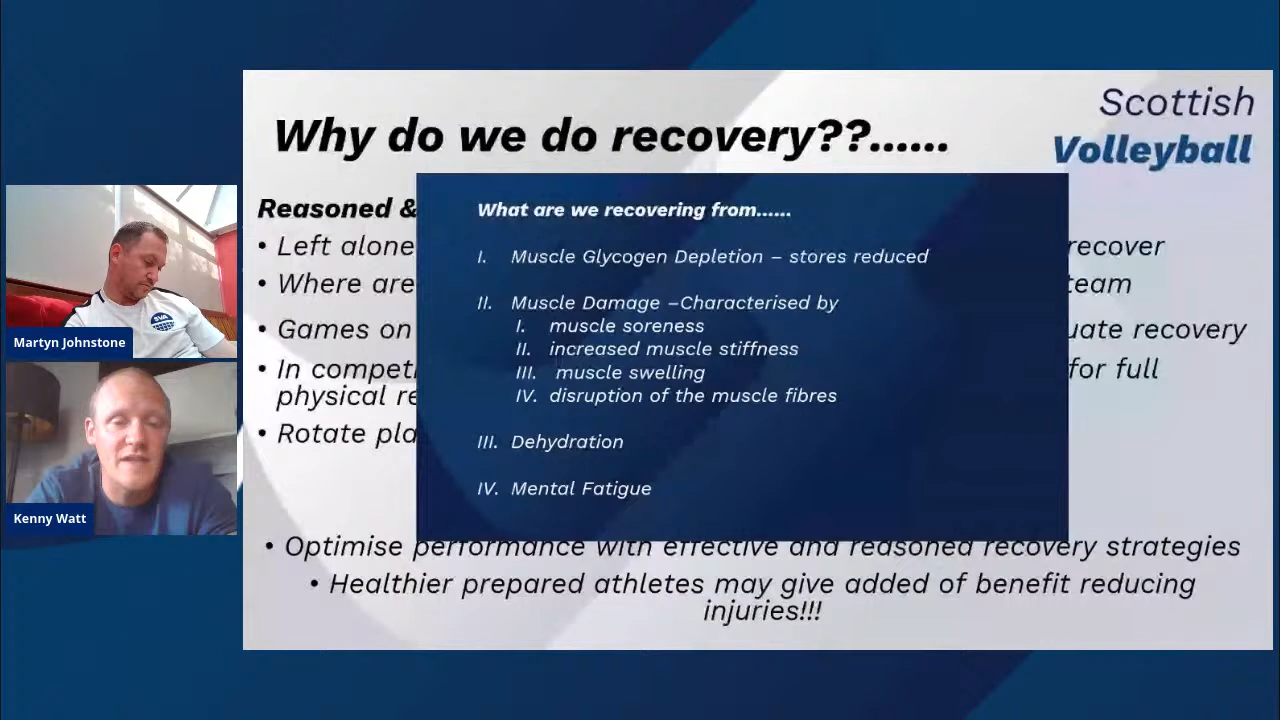 Scottish
Volleyball
Why do we do recovery??......
Reasoned &
• Left alone
recover
• Where are
team
• Games on
uate recovery
• In competi
for full
physical re
• Rotate pla
What are we recovering from......
I. Muscle Glycogen Depletion – stores reduced
II. Muscle Damage –Characterised by
I. muscle soreness
II. increased muscle stiffness
III. muscle swelling
IV. disruption of the muscle fibres
III. Dehydration
IV. Mental Fatigue
• Optimise performance with effective and reasoned recovery strategies
• Healthier prepared athletes may give added of benefit reducing
injuries!!!
SVA
Martyn Johnstone
Kenny Watt